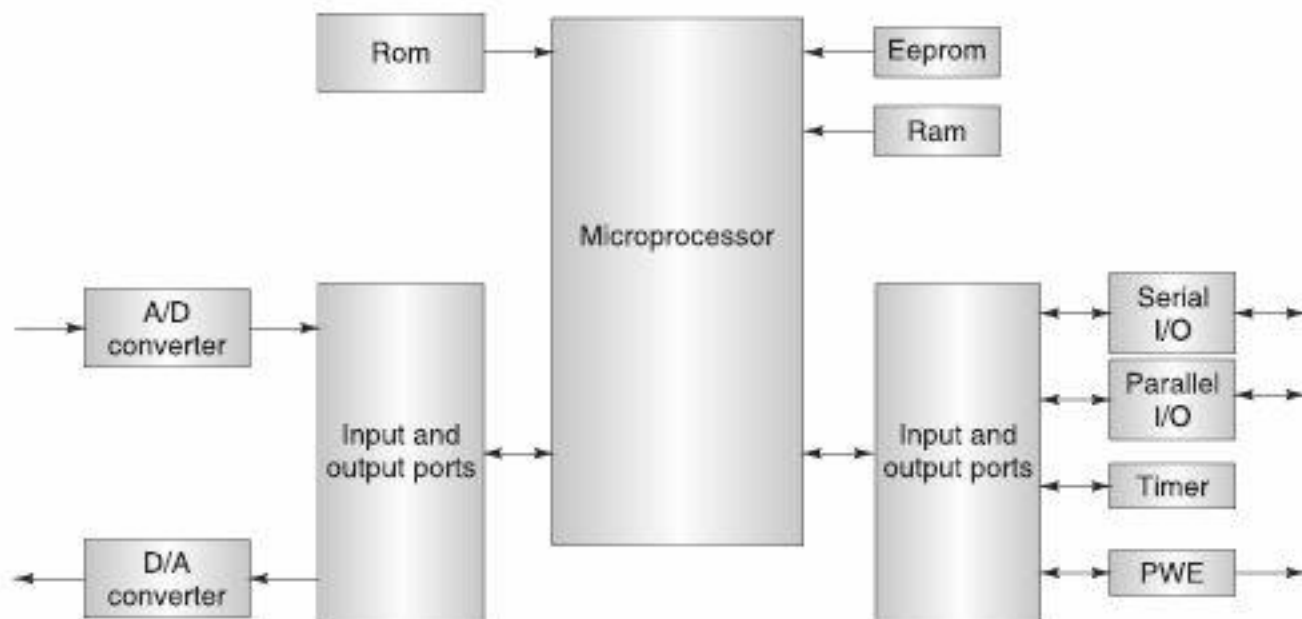 Rom
Eeprom
Ram
Microprocessor
A/D
converter
Input and
output ports
D/A
converter
Input and
output ports
Serial
I/O
Parallel
I/O
Timer
PWE